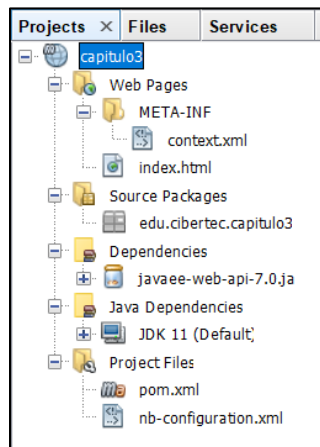 Projects × Files Services
capitulo3
Web Pages
META-INF
context.xml
index.html
Source Packages
edu.cibertec.capitulo3
Dependencies
javaee-web-api-7.0.ja
Java Dependencies
JDK 11 (Default)
Project Files
pom.xml
nb-configuration.xml